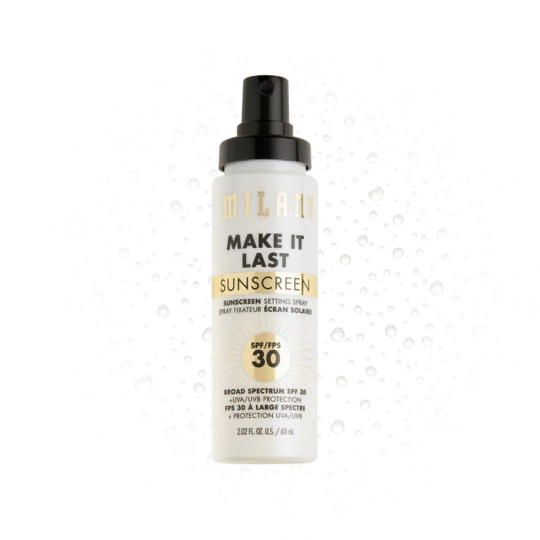 MILANI
MAKE IT
LAST
SUNSCREEN
SUNSCREEN SETTING SPRAY
SPRAY FIXATEUR ÉCRAN SOLAIRE
SPF/FPS
30
BROAD SPECTRUM SPF 30
+UVA/UVB PROTECTION
FPS 30 À LARGE SPECTRE
+ PROTECTION UVA/UVB
2.02 FL. OZ. U.S. / 60 mL